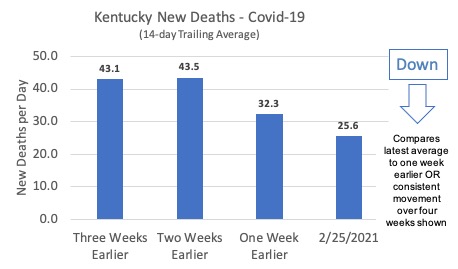 Kentucky New Deaths - Covid-19
(14-day Trailing Average)
New Deaths per Day
50.0
40.0
30.0
20.0
10.0
0.0
43.1
43.5
32.3
25.6
Three Weeks
Earlier
Two Weeks
Earlier
One Week
Earlier
2/25/2021
Down
Compares
latest average
to one week
earlier OR
consistent
movement
over four
weeks shown